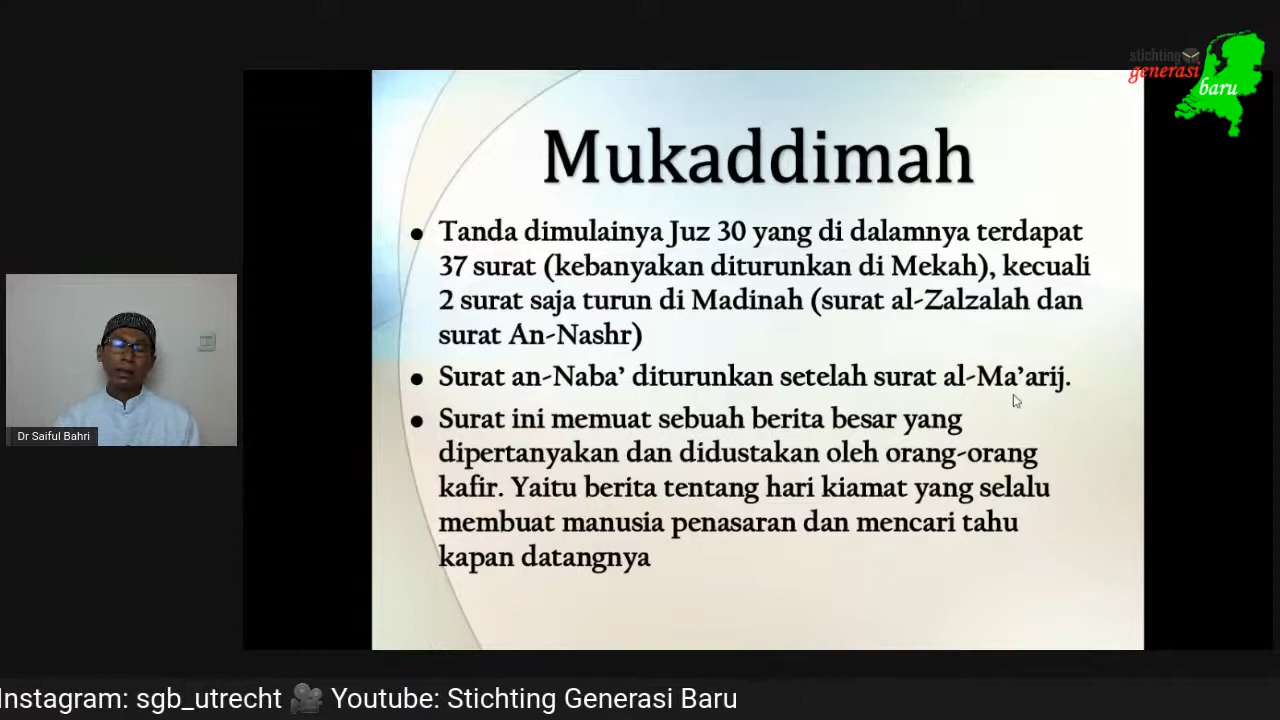 stichting
generasi
baru
Mukaddimah
• Tanda dimulainya Juz 30 yang di dalamnya terdapat
37 surat (kebanyakan diturunkan di Mekah), kecuali
2 surat saja turun di Madinah (surat al-Zalzalah dan
surat An-Nashr)
• Surat an-Naba’ diturunkan setelah surat al-Ma’arij.
• Surat ini memuat sebuah berita besar yang
dipertanyakan dan didustakan oleh orang-orang
kafir. Yaitu berita tentang hari kiamat yang selalu
membuat manusia penasaran dan mencari tahu
kapan datangnya
Dr Saiful Bahri
Instagram: sgb_utrecht 🎥 Youtube: Stichting Generasi Baru